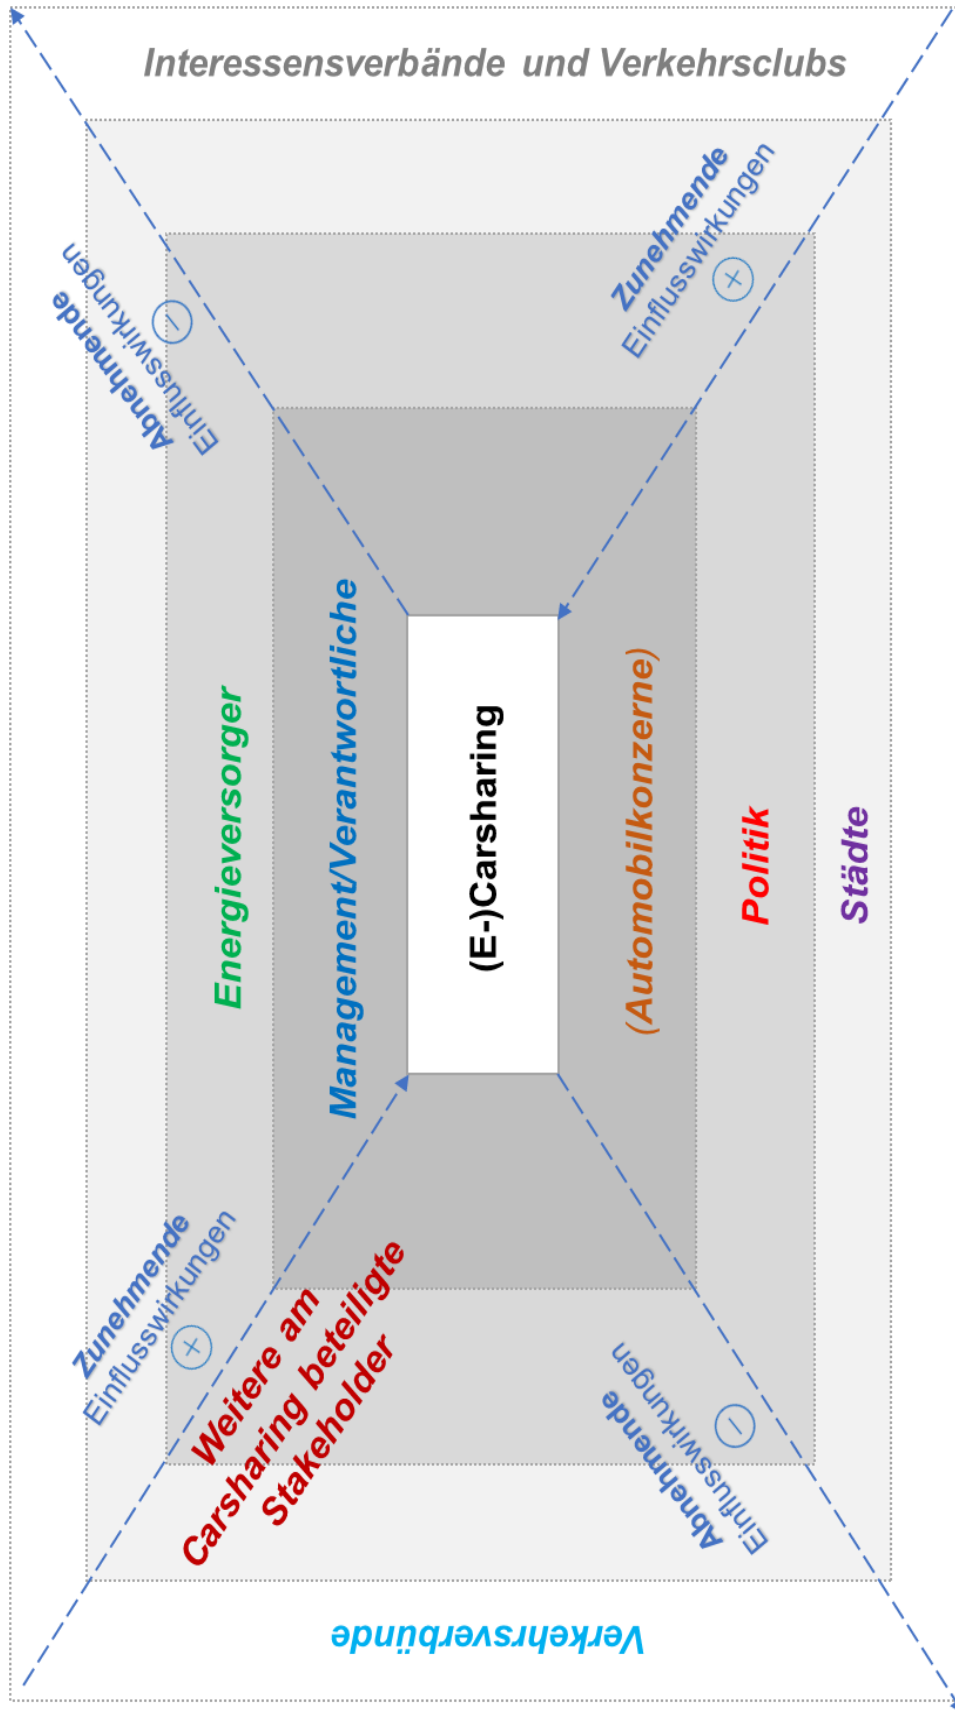 Interessensverbände und Verkehrsclubs
Abnehmende
Einflusswirkungen
−
Zunehmende
Einflusswirkungen
+
Energieversorger
Management/Verantwortliche
(E-)Carsharing
(Automobilkonzerne)
Politik
Städte
Zunehmende
Einflusswirkungen
+
Weitere am
Carsharing beteiligte
Stakeholder
Abnehmende
Einflusswirkungen
−
Verkehrsverbünde